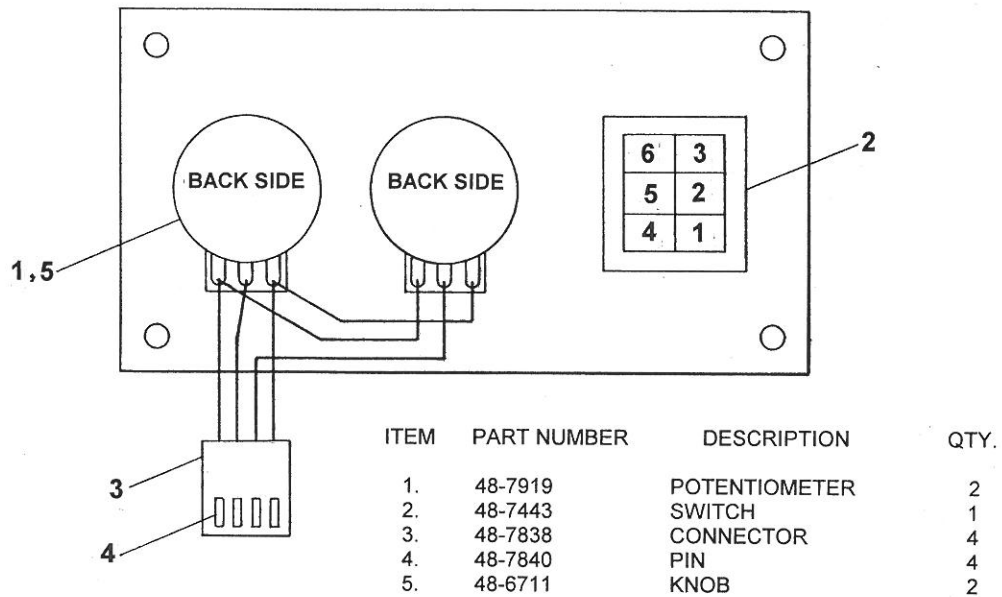 BACK SIDE BACK SIDE
6 3
5 2
4 1
2
1,5
3
4
ITEM PART NUMBER DESCRIPTION QTY.
1. 48-7919 POTENTIOMETER 2
2. 48-7443 SWITCH 1
3. 48-7838 CONNECTOR 4
4. 48-7840 PIN 4
5. 48-6711 KNOB 2